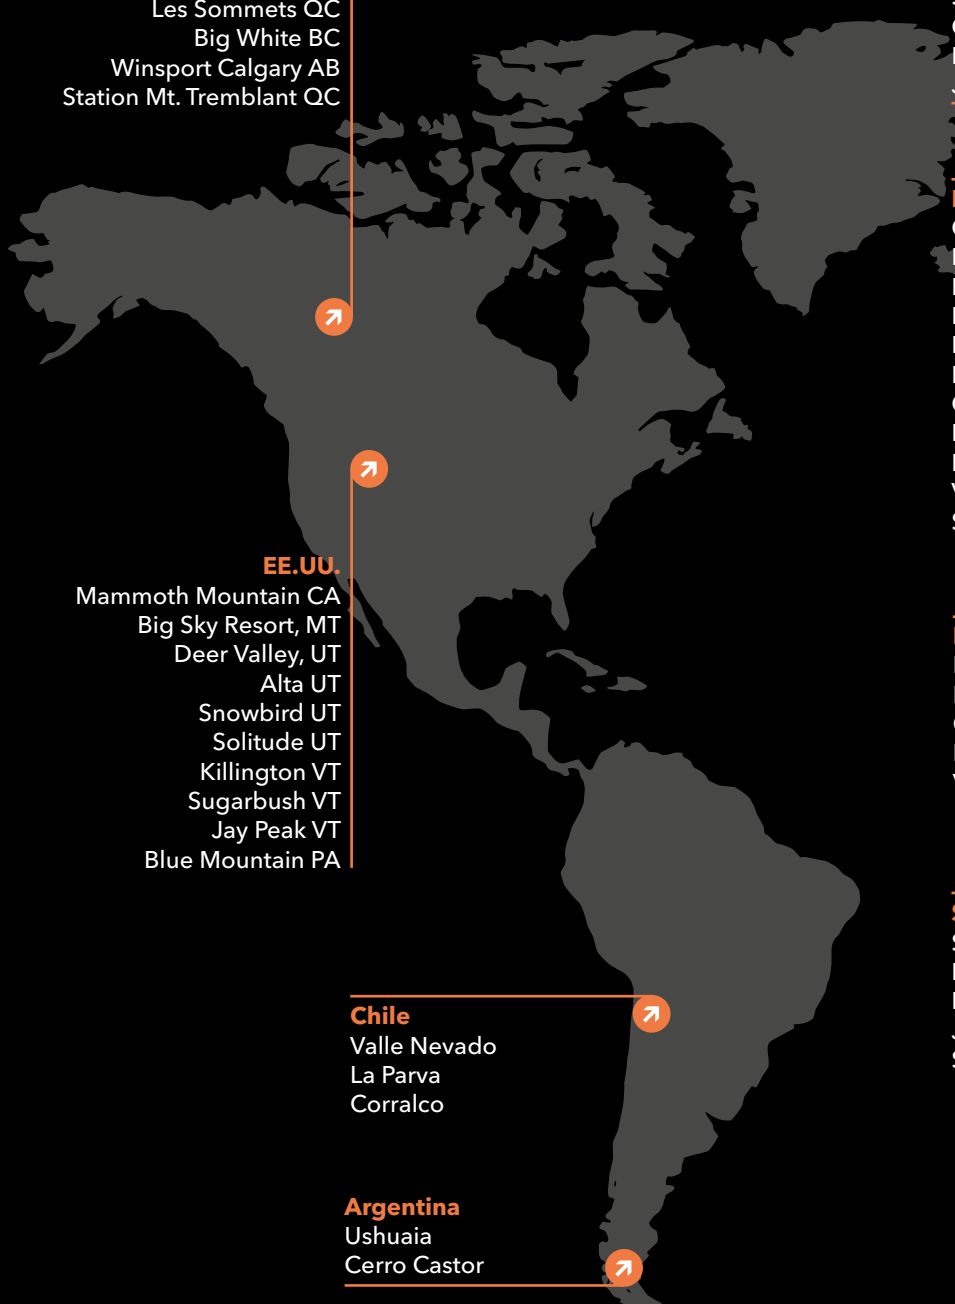 Les Sommets QC
Big White BC
Winsport Calgary AB
Station Mt. Tremblant QC
EE.UU.
Mammoth Mountain CA
Big Sky Resort, MT
Deer Valley, UT
Alta UT
Snowbird UT
Solitude UT
Killington VT
Sugarbush VT
Jay Peak VT
Blue Mountain PA
Chile
Valle Nevado
La Parva
Corralco
Argentina
Ushuaia
Cerro Castor